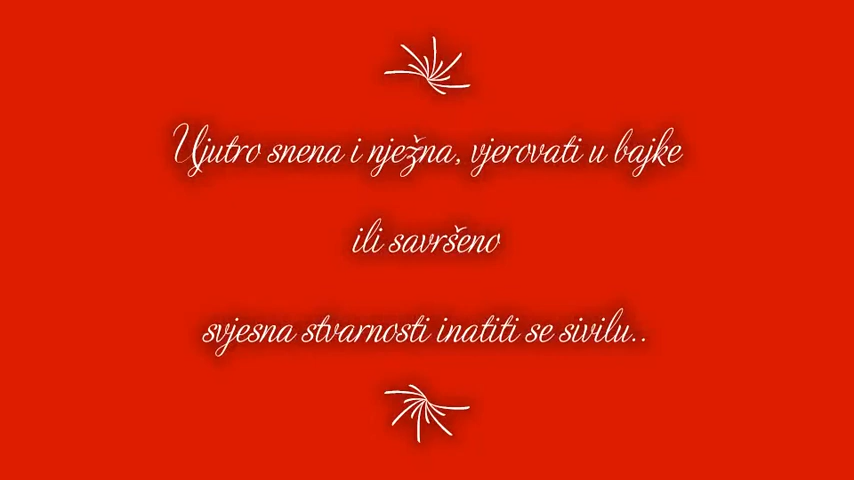 Ujutro snena i nježna, vjerovati u bajke
ili savršeno
svjesna stvarnosti inatiti se sivilu..